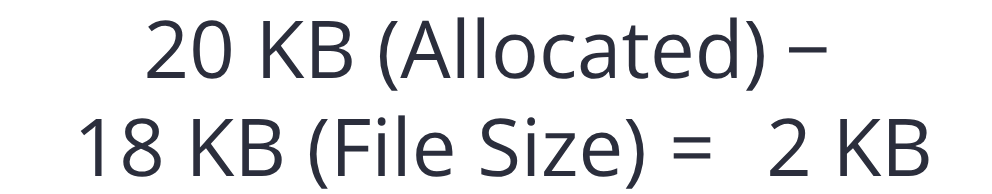 20 KB (Allocated) –
18 KB (File Size) = 2 KB